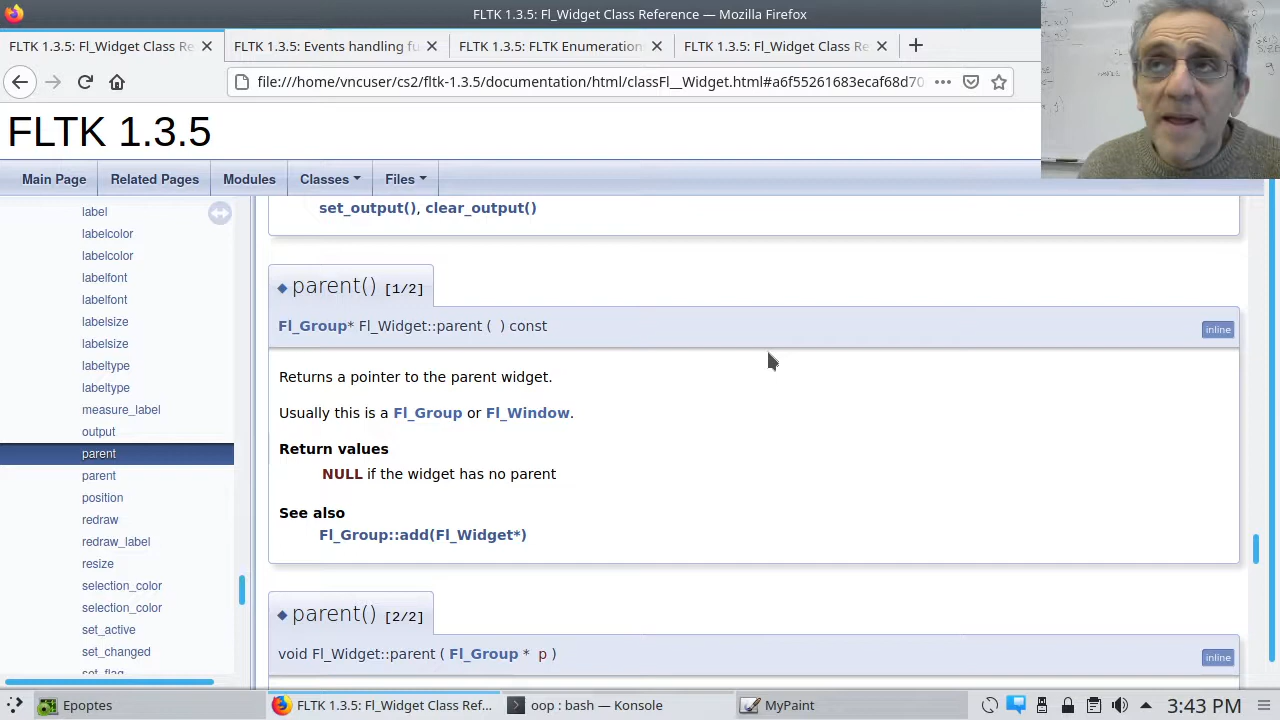 FLTK 1.3.5: Fl_Widget Class Reference — Mozilla Firefox
FLTK 1.3.5: Fl_Widget Class Re
FLTK 1.3.5: Events handling fu
FLTK 1.3.5: FLTK Enumeration
FLTK 1.3.5: Fl_Widget Class Re
file:///home/vncuser/cs2/fltk-1.3.5/documentation/html/classFl__Widget.html#a6f55261683ecaf68d70
FLTK 1.3.5
Main Page Related Pages Modules Classes Files
label
labelcolor
labelcolor
labelfont
labelfont
labelsize
labelsize
labeltype
labeltype
measure_label
output
parent
parent
position
redraw
redraw_label
resize
selection_color
selection_color
set_active
set_changed
set_flag
set_output(), clear_output()
parent() [1/2]
Fl_Group* Fl_Widget::parent ( ) const
inline
Returns a pointer to the parent widget.
Usually this is a Fl_Group or Fl_Window.
Return values
NULL if the widget has no parent
See also
Fl_Group::add(Fl_Widget*)
parent() [2/2]
void Fl_Widget::parent ( Fl_Group * p )
inline
Epoptes
FLTK 1.3.5: Fl_Widget Class Ref...
oop : bash — Konsole
MyPaint
3:43 PM